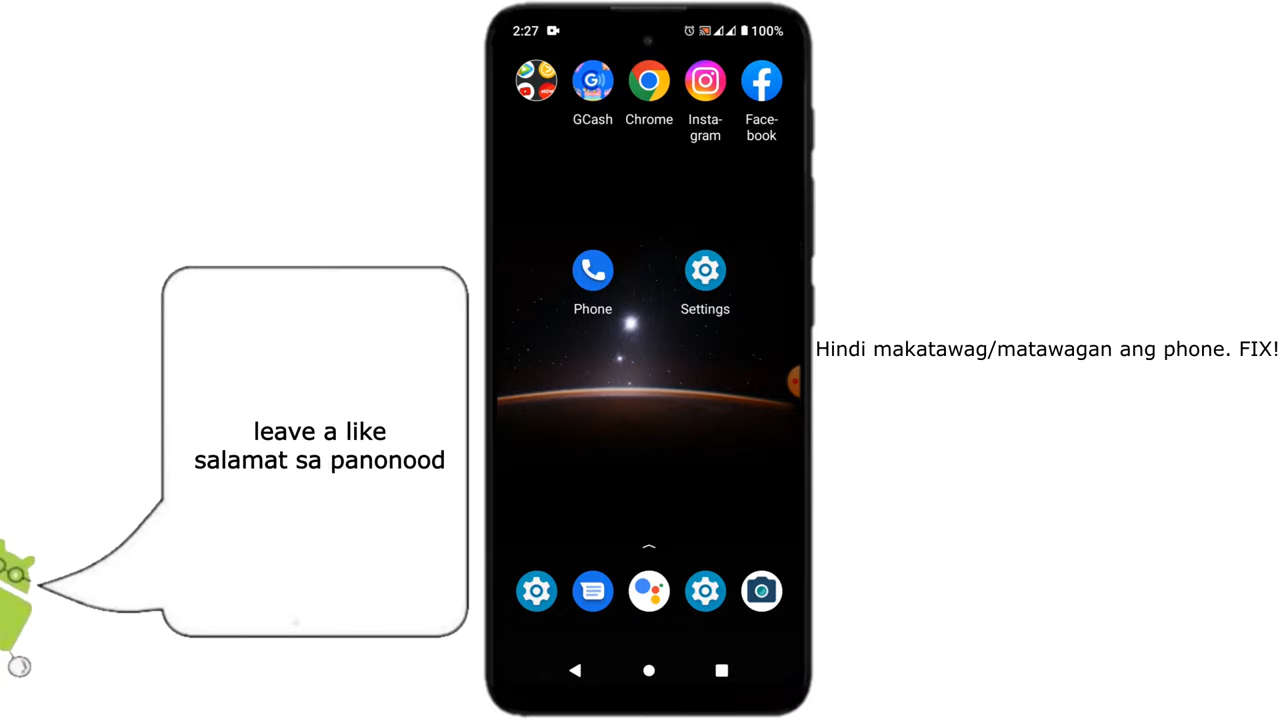 2:27
100%
GCash
Chrome
Insta-
gram
Face-
book
NOW
Phone
Settings
leave a like
salamat sa panonood
Hindi makatawag/matawagan ang phone. FIX!